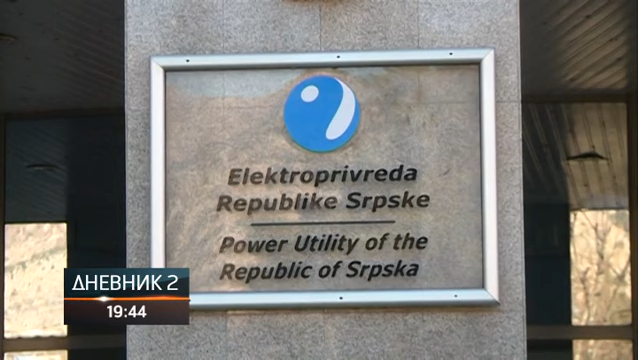 Elektroprivreda
Republike Srpske
Power Utility of the
Republic of Srpska
ДНЕВНИК 2
19:44